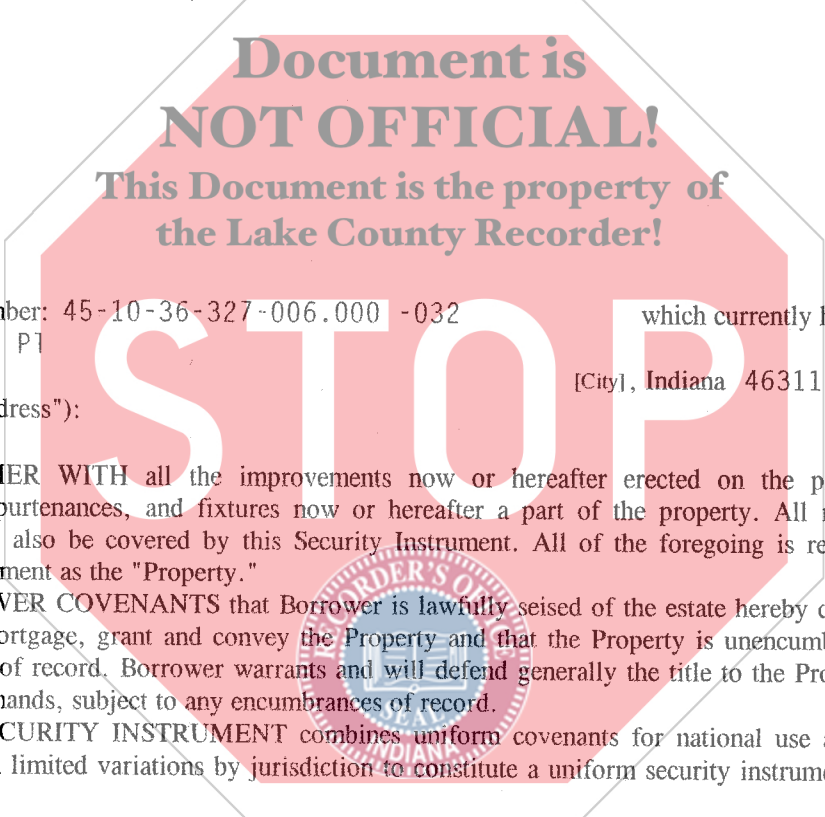 Document is
NOT OFFICIAL!
This Document is the property of
the Lake County Recorder!
STOP
nber: 45-10-36-327-006.000 -032 which currently h
PT
[City], Indiana 46311
dress"):
IER WITH all the improvements now or hereafter erected on the p
purtenances, and fixtures now or hereafter a part of the property. All r
also be covered by this Security Instrument. All of the foregoing is re
ment as the "Property."
VER COVENANTS that Borrower is lawfully seised of the estate hereby c
ortgage, grant and convey the Property and that the Property is unencumb
of record. Borrower warrants and will defend generally the title to the Pro
nands, subject to any encumbrances of record.
CURITY INSTRUMENT combines uniform covenants for national use a
limited variations by jurisdiction to constitute a uniform security instrume
RECORDER'S OFFICE
SEAL
INDIANA